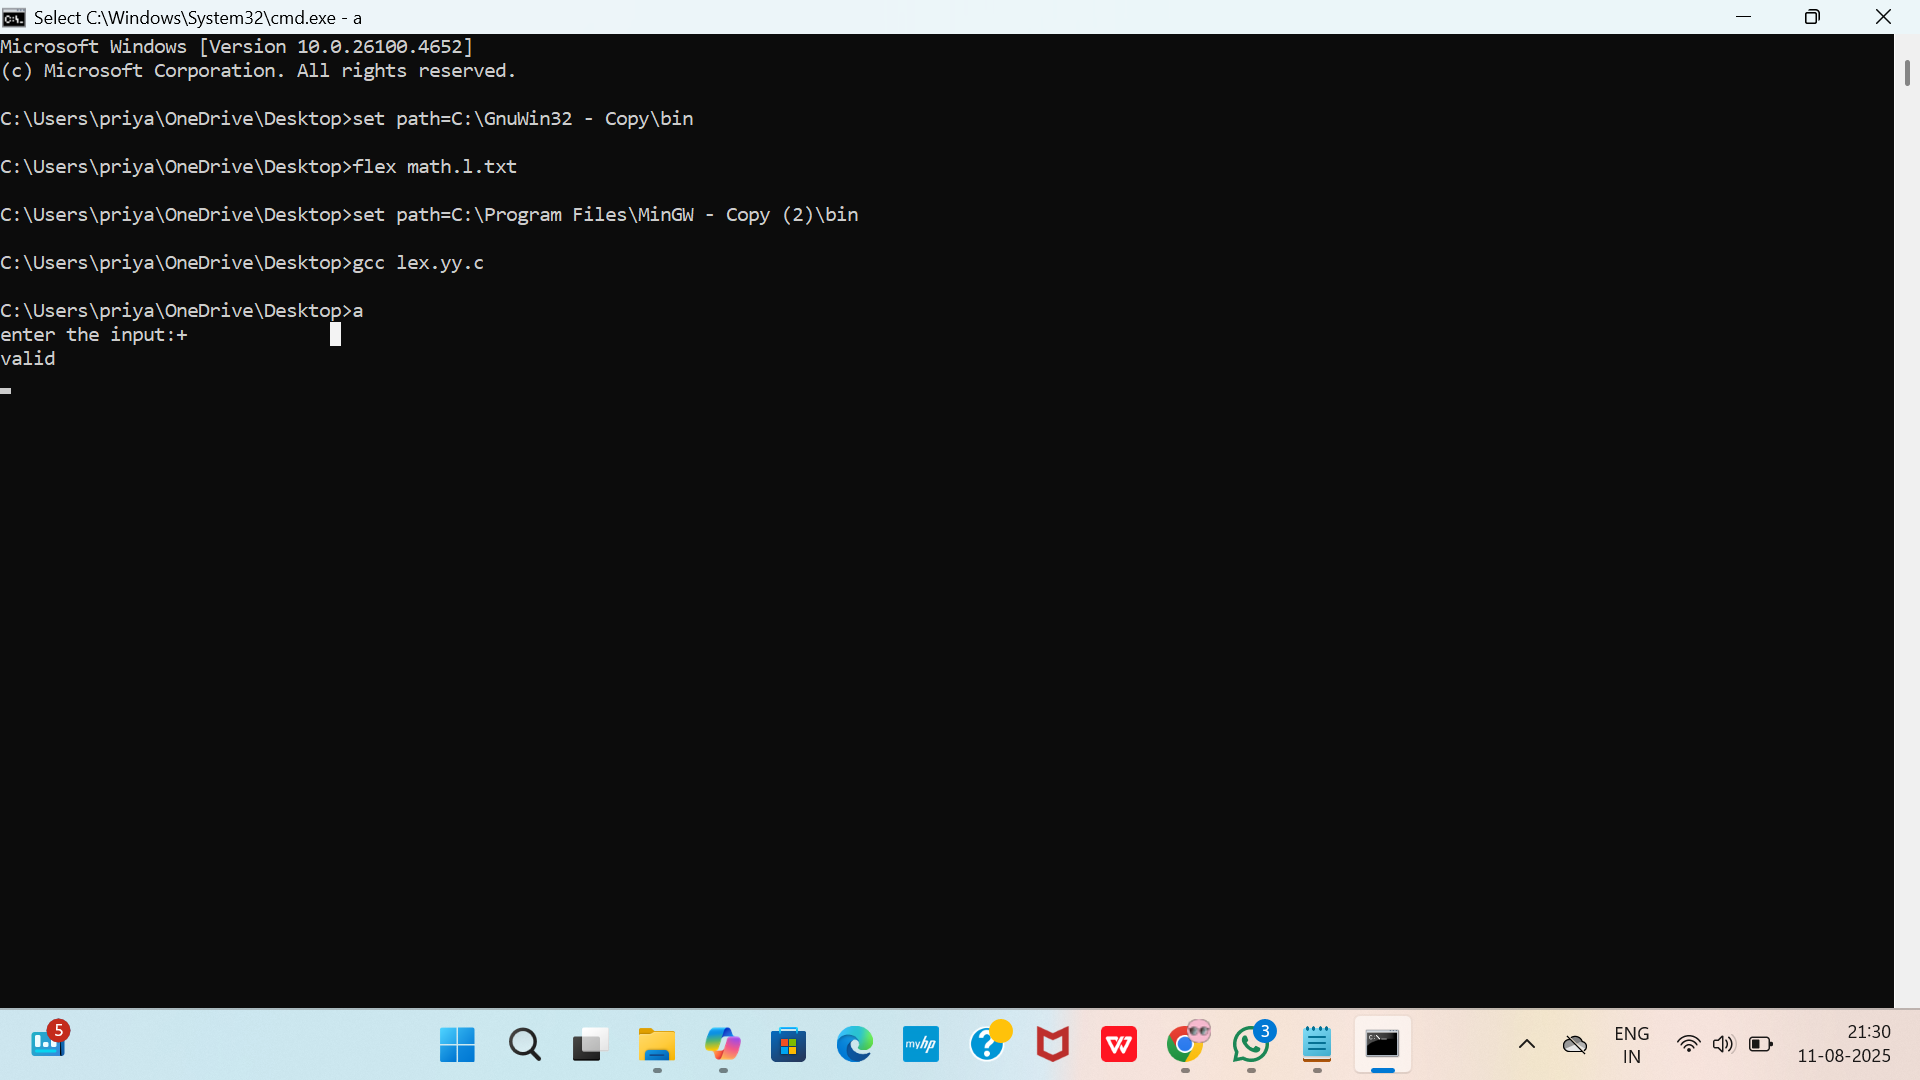 Select C:\Windows\System32\cmd.exe - a
Microsoft Windows [Version 10.0.26100.4652]
(c) Microsoft Corporation. All rights reserved.
C:\Users\priya\OneDrive\Desktop>set path=C:\GnuWin32 - Copy\bin
C:\Users\priya\OneDrive\Desktop>flex math.l.txt
C:\Users\priya\OneDrive\Desktop>set path=C:\Program Files\MinGW - Copy (2)\bin
C:\Users\priya\OneDrive\Desktop>gcc lex.yy.c
C:\Users\priya\OneDrive\Desktop>a
enter the input:+
valid
5
myhp
3
ENG
IN
21:30
11-08-2025